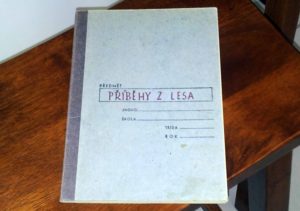 PŘEDMĚT
PŘÍBĚHY Z LESA
JMÉNO
ŠKOLA
TŘÍDA
ROK